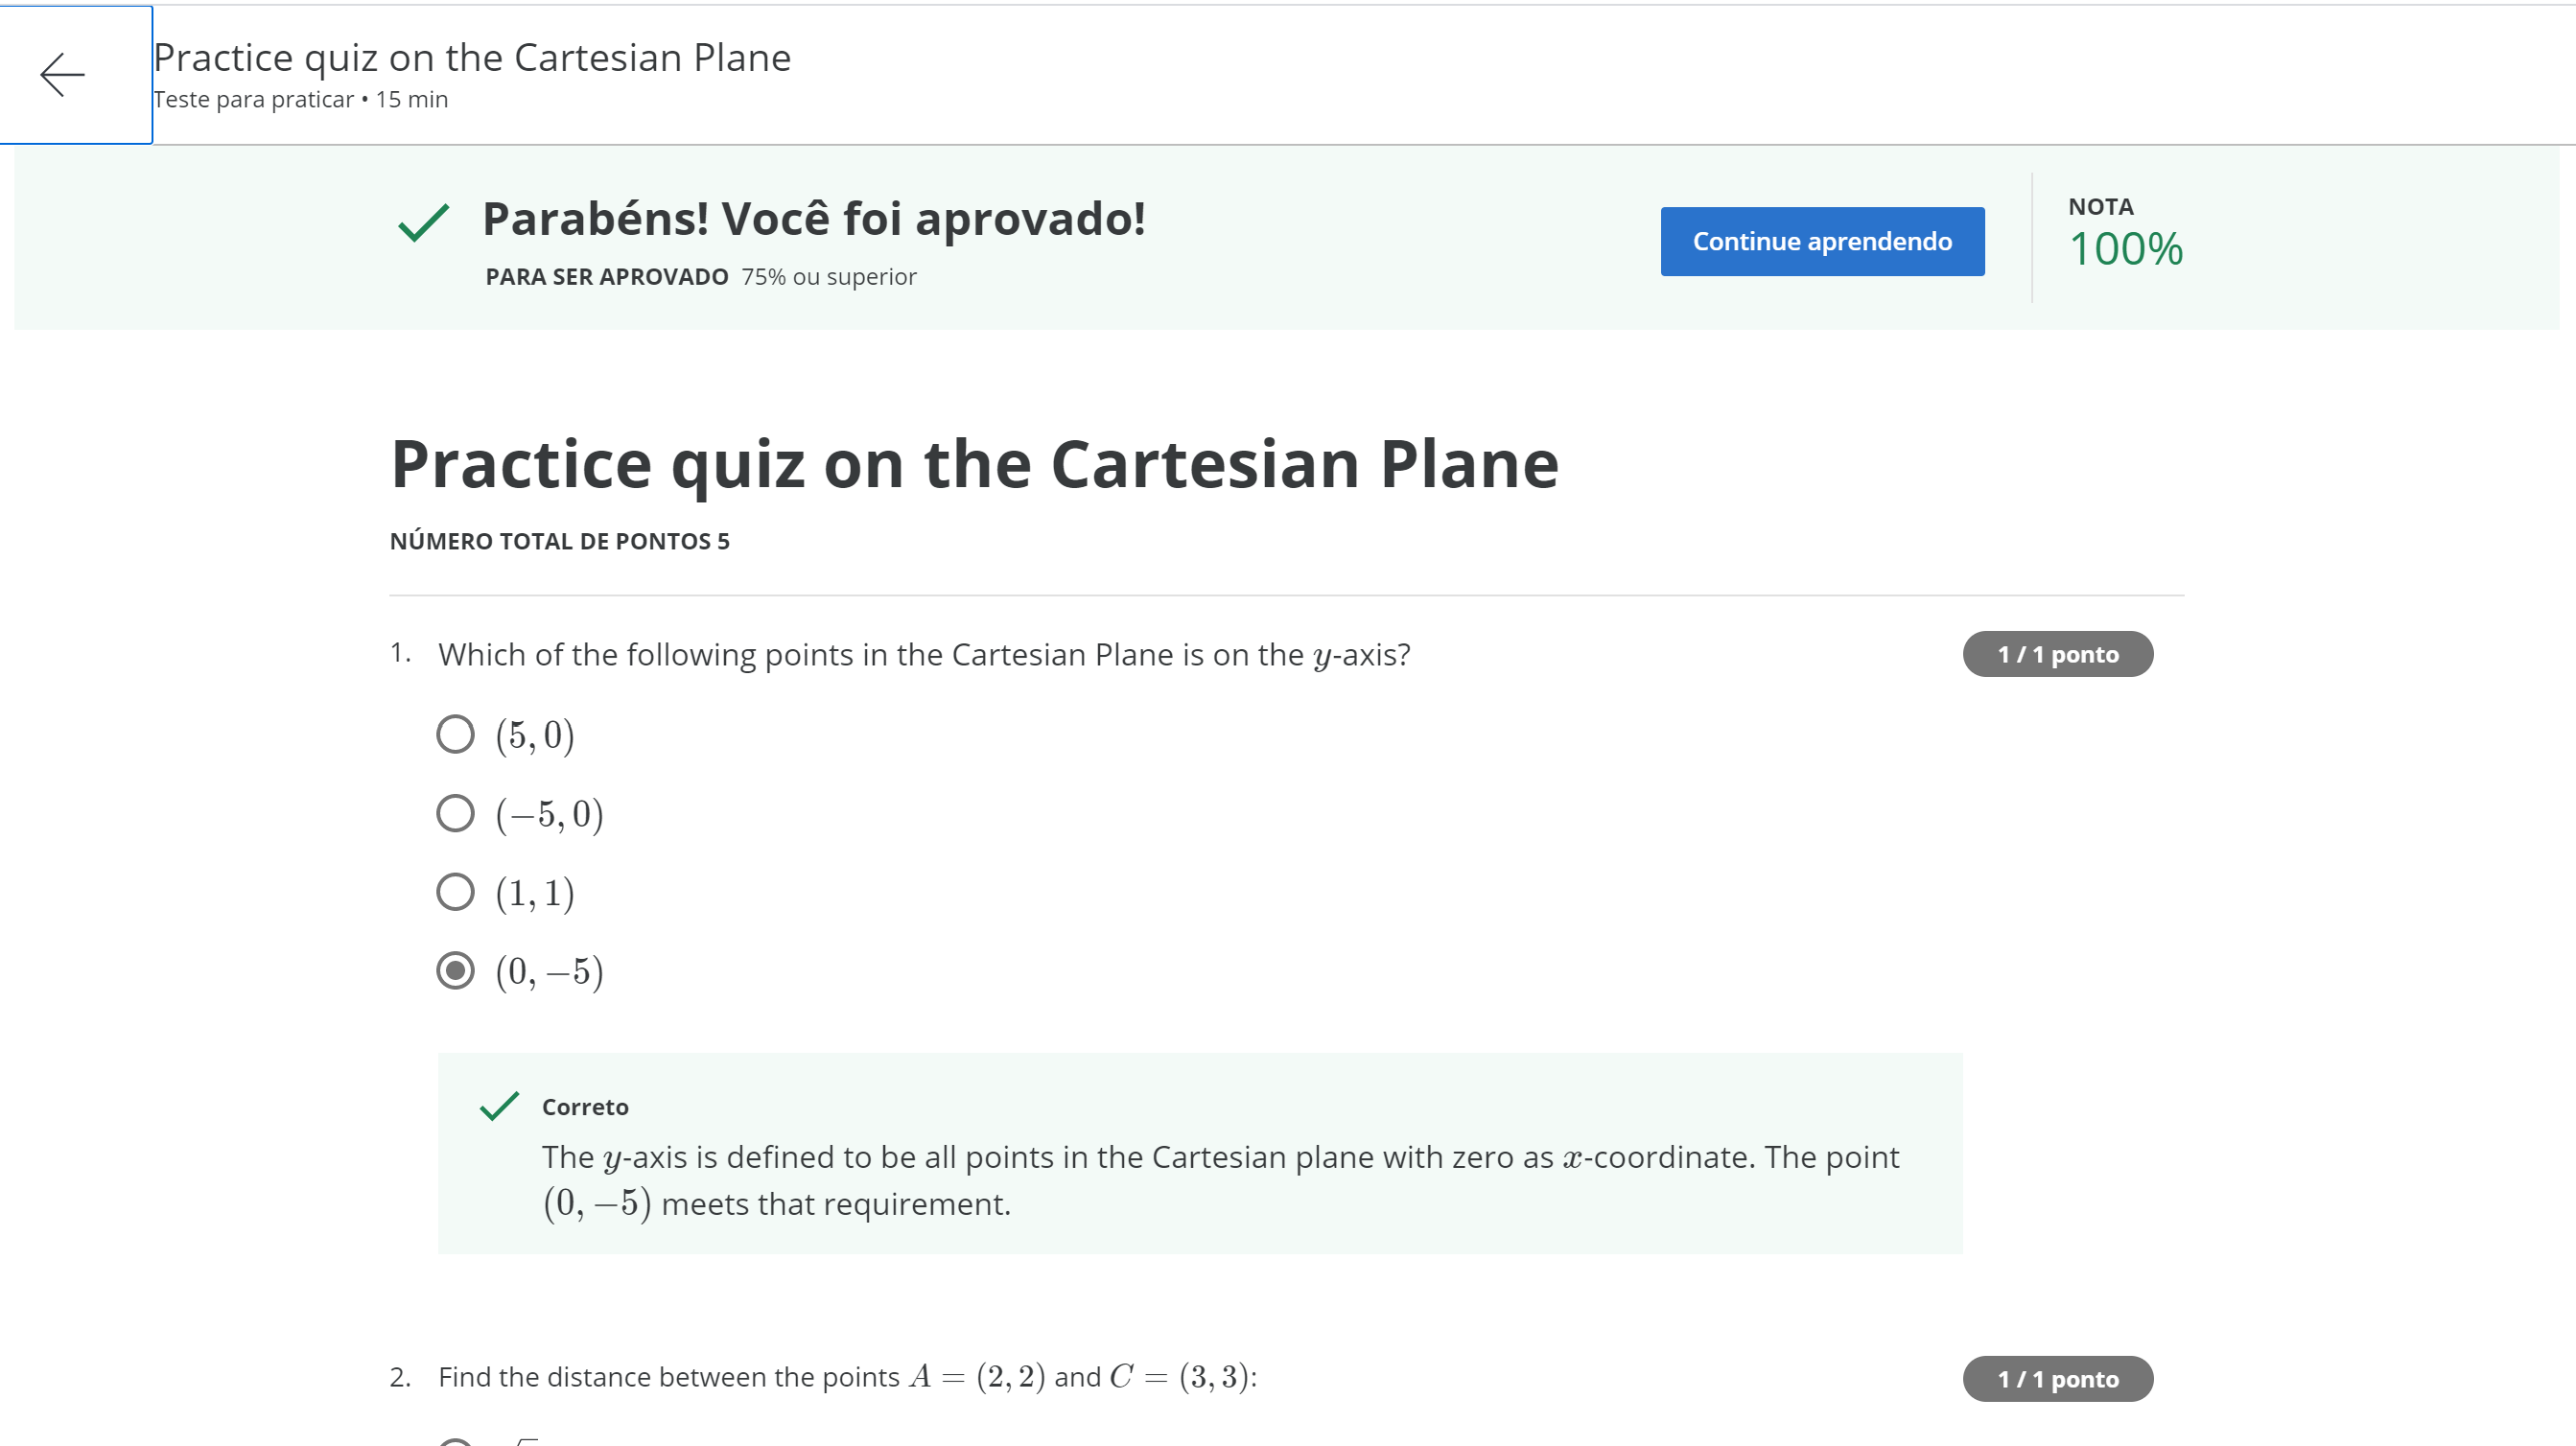 Practice quiz on the Cartesian Plane
Teste para praticar • 15 min
Parabéns! Você foi aprovado!
PARA SER APROVADO 75% ou superior
Continue aprendendo
NOTA
100%
Practice quiz on the Cartesian Plane
NÚMERO TOTAL DE PONTOS 5
1. Which of the following points in the Cartesian Plane is on the y-axis?
1 / 1 ponto
(5, 0)
(−5, 0)
(1, 1)
(0, −5)
Correto
The y-axis is defined to be all points in the Cartesian plane with zero as x-coordinate. The point
(0, −5) meets that requirement.
2. Find the distance between the points A = (2, 2) and C = (3, 3):
1 / 1 ponto